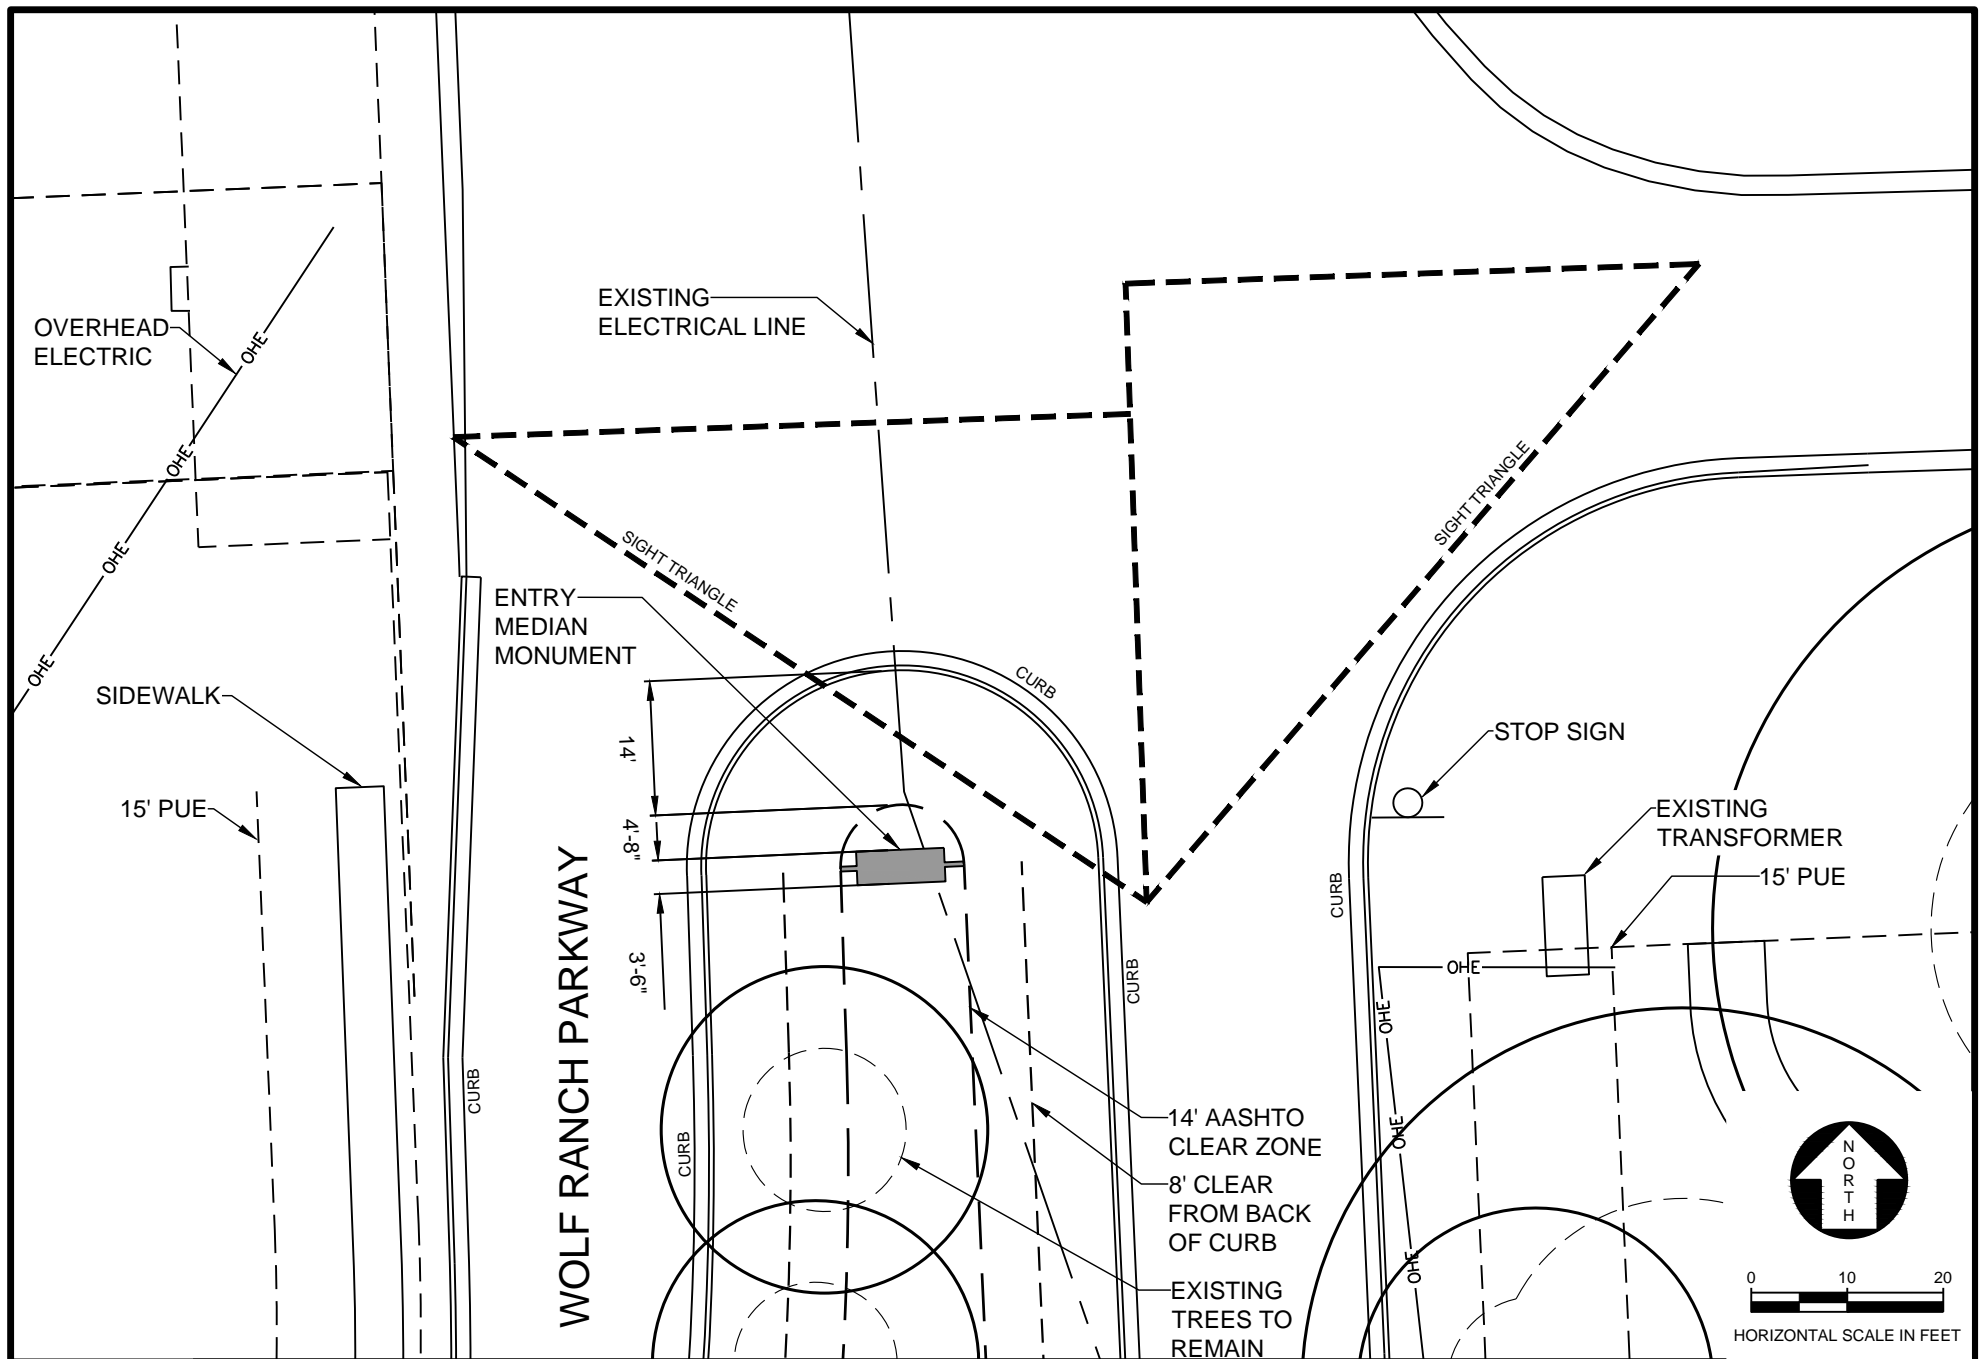 EXISTING
ELECTRICAL LINE
OVERHEAD
ELECTRIC
OHE
OHE
OHE
OHE
SIGHT TRIANGLE
SIGHT TRIANGLE
ENTRY
MEDIAN
MONUMENT
CURB
SIDEWALK
14'
STOP SIGN
15' PUE
4'-8"
EXISTING
TRANSFORMER
15' PUE
CURB
WOLF RANCH PARKWAY
3'-6"
CURB
OHE
OHE
OHE
OHE
CURB
CURB
14' AASHTO
CLEAR ZONE
8' CLEAR
FROM BACK
OF CURB
EXISTING
TREES TO
REMAIN
NORTH
0 10 20
HORIZONTAL SCALE IN FEET